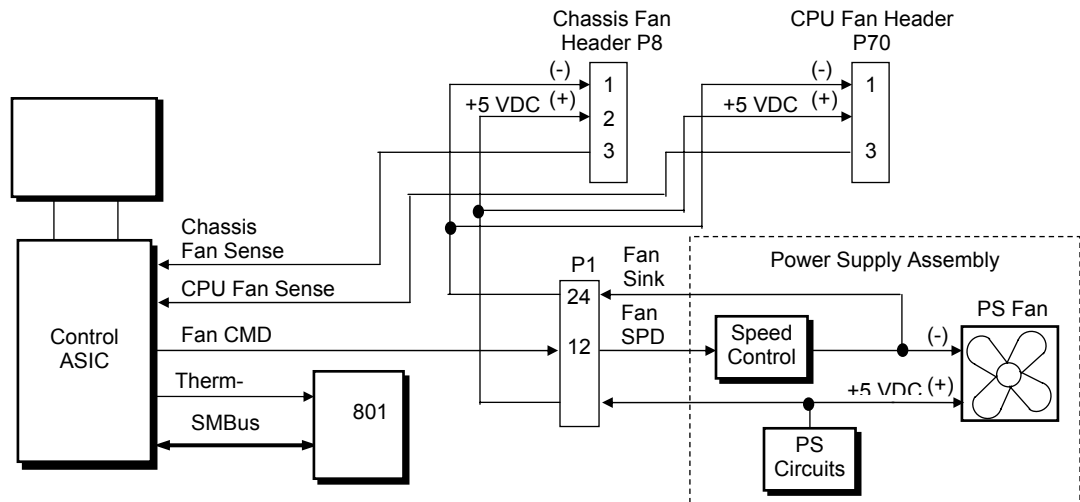 Chassis Fan
Header P8
CPU Fan Header
P70
(-)
1
+5 VDC (+)
2
3
(-)
1
+5 VDC (+)
3
Chassis
Fan Sense
CPU Fan Sense
Control
ASIC
Fan CMD
Therm-
SMBus
801
P1
24
12
Fan
Sink
Fan
SPD
Power Supply Assembly
Speed
Control
PS Fan
(-)
+5 VDC (+)
PS
Circuits